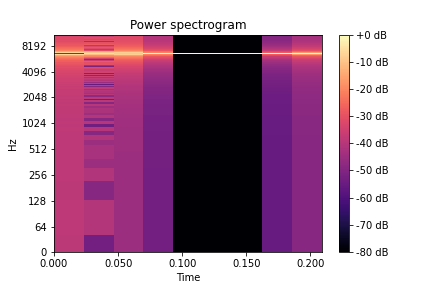 Power spectrogram
8192
4096
2048
1024
512
256
128
64
0
Hz
0.000 0.050 0.100 0.150 0.200
Time
+0 dB
-10 dB
-20 dB
-30 dB
-40 dB
-50 dB
-60 dB
-70 dB
-80 dB